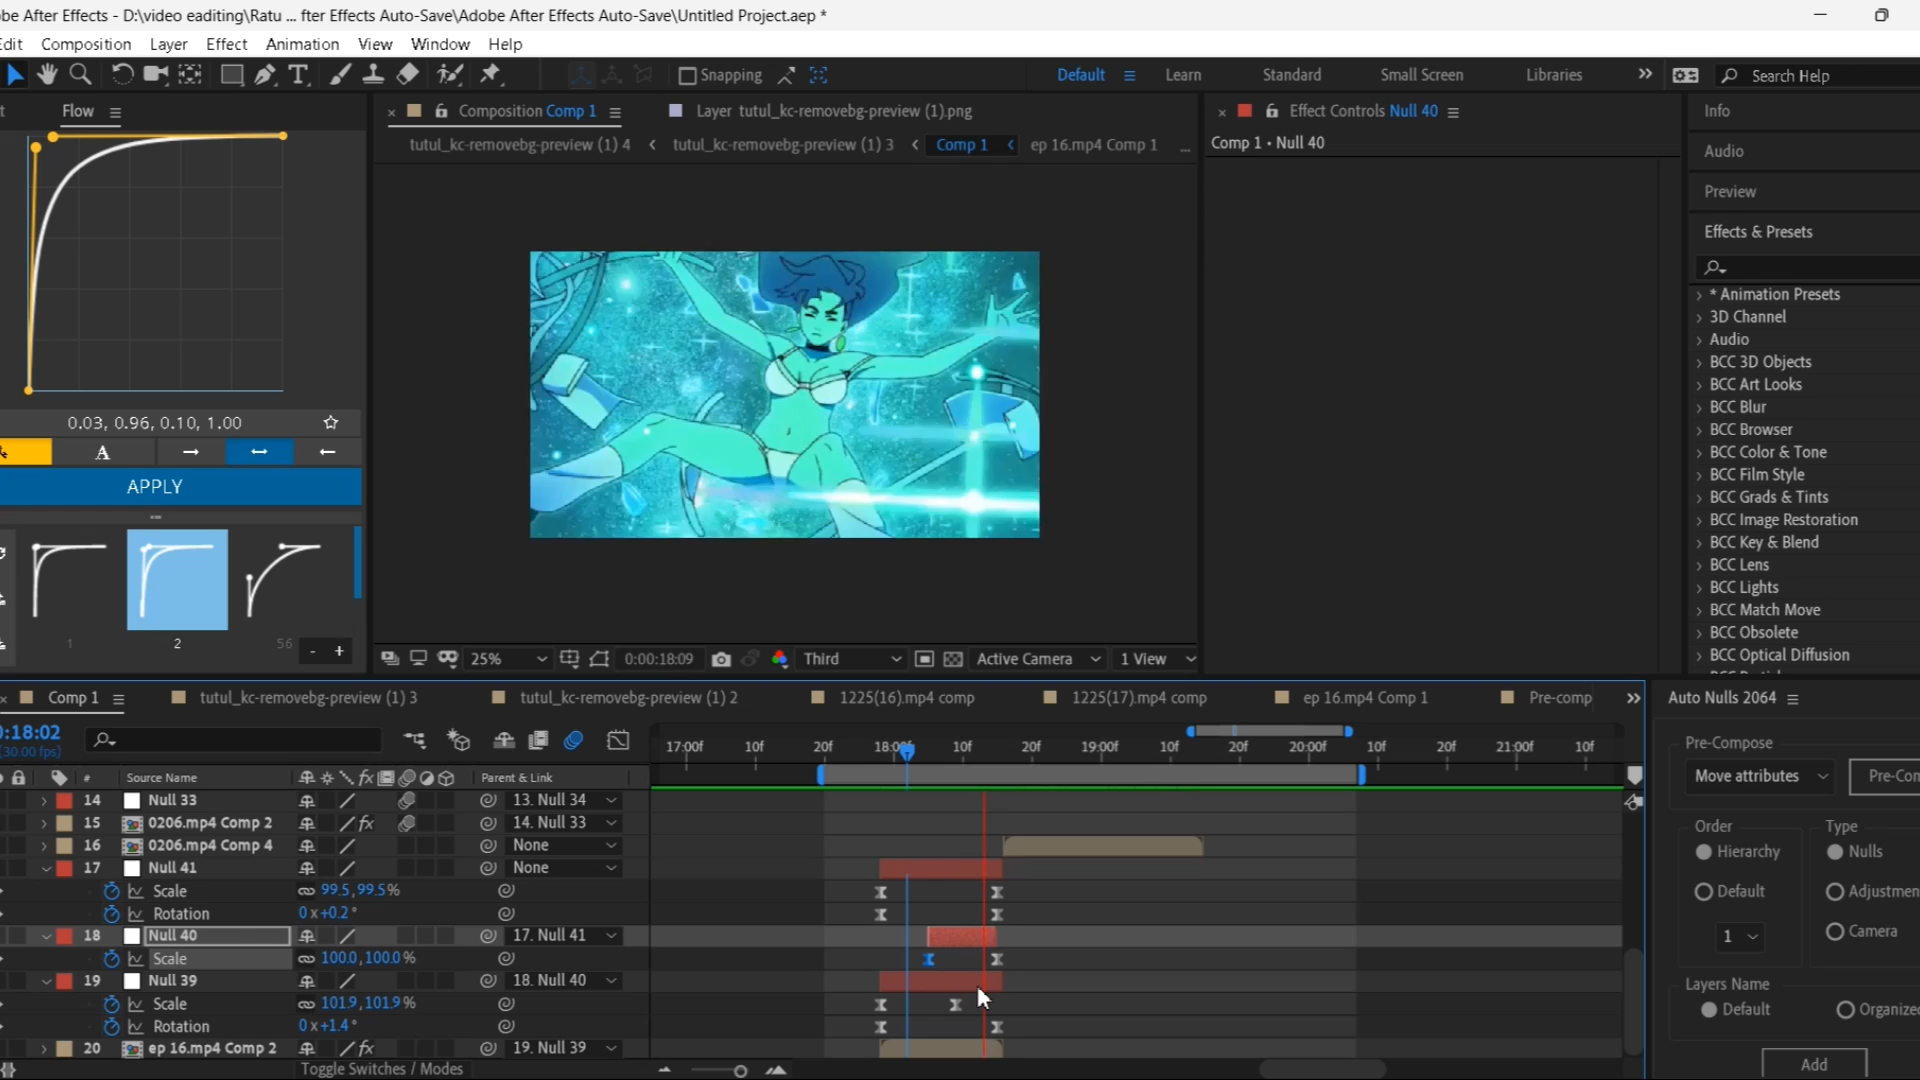 be After Effects - D:\video eaditing\Ratu ... fter Effects Auto-Save\Adobe After Effects Auto-Save\Untitled Project.aep *
Edit Composition Layer Effect Animation View Window Help
Snapping Default Learn Standard Small Screen Libraries Search Help
Flow
Composition Comp 1 Layer tutul_kc-removebg-preview (1).png
tutul_kc-removebg-preview (1) 4 tutul_kc-removebg-preview (1) 3 Comp 1 ep 16.mp4 Comp 1 ...
Effect Controls Null 40
Comp 1 • Null 40
Info
Audio
Preview
Effects & Presets
* Animation Presets
3D Channel
Audio
BCC 3D Objects
BCC Art Looks
BCC Blur
BCC Browser
BCC Color & Tone
BCC Film Style
BCC Grads & Tints
BCC Image Restoration
BCC Key & Blend
BCC Lens
BCC Lights
BCC Match Move
BCC Obsolete
BCC Optical Diffusion
0.03, 0.96, 0.10, 1.00
A
APPLY
1 2 56 - +
25% 0:00:18:09 Third Active Camera 1 View
Comp 1 tutul_kc-removebg-preview (1) 3 tutul_kc-removebg-preview (1) 2 1225(16).mp4 comp 1225(17).mp4 comp ep 16.mp4 Comp 1 Pre-comp
0:18:02
(30.00 fps)
17:00f 10f 20f 18:00f 10f 20f 19:00f 10f 20f 20:00f 10f 20f 21:00f 10f
# Source Name fx Parent & Link
14 Null 33 13. Null 34
15 0206.mp4 Comp 2 fx 14. Null 33
16 0206.mp4 Comp 4 None
17 Null 41 None
Scale 99.5,99.5%
Rotation 0x+0.2°
18 Null 40 17. Null 41
Scale 100.0,100.0%
19 Null 39 18. Null 40
Scale 101.9,101.9%
Rotation 0x+1.4°
20 ep 16.mp4 Comp 2 fx 19. Null 39
Toggle Switches / Modes
Auto Nulls 2064
Pre-Compose
Move attributes Pre-Com
Order Type
Hierarchy Nulls
Default Adjustmen
1 Camera
Layers Name
Default Organized
Add